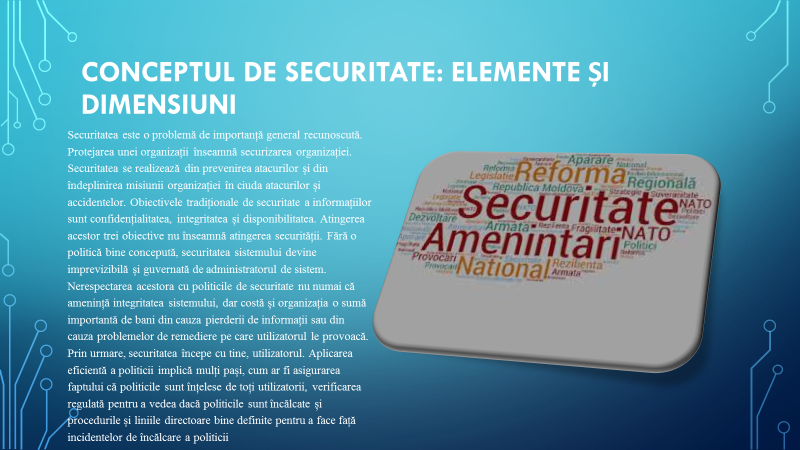 CONCEPTUL DE SECURITATE: ELEMENTE ȘI
DIMENSIUNI
Securitatea este o problemă de importanță general recunoscută.
Protejarea unei organizații înseamnă securizarea organizației.
Securitatea se realizează din prevenirea atacurilor și din
îndeplinirea misiunii organizației în ciuda atacurilor și
accidentelor. Obiectivele tradiționale de securitate a informațiilor
sunt confidențialitatea, integritatea și disponibilitatea. Atingerea
acestor trei obiective nu înseamnă atingerea securității. Fără o
politică bine concepută, securitatea sistemului devine
imprevizibilă și guvernată de administratorul de sistem.
Nerespectarea acestora cu politicile de securitate nu numai că
amenință integritatea sistemului, dar costă și organizația o sumă
importantă de bani din cauza pierderii de informații sau din
cauza problemelor de remediere pe care utilizatorul le provoacă.
Prin urmare, securitatea începe cu tine, utilizatorul. Aplicarea
eficientă a politicii implică mulți pași, cum ar fi asigurarea
faptului că politicile sunt înțelese de toți utilizatorii, verificarea
regulată pentru a vedea dacă politicile sunt încălcate și
procedurile și liniile directoare bine definite pentru a face față
incidentelor de încălcare a politicii
Aparare
Reforma
National
Legislatie
Reforma
Republica Moldova
Regională
Strategie
Suveranitate
Securitate
NATO
Politici
Dezvoltare
Armata
Reziliența
Fragilitate
NATO
Amenintari
Politici
Provocari
National
Rezilienta
Armata